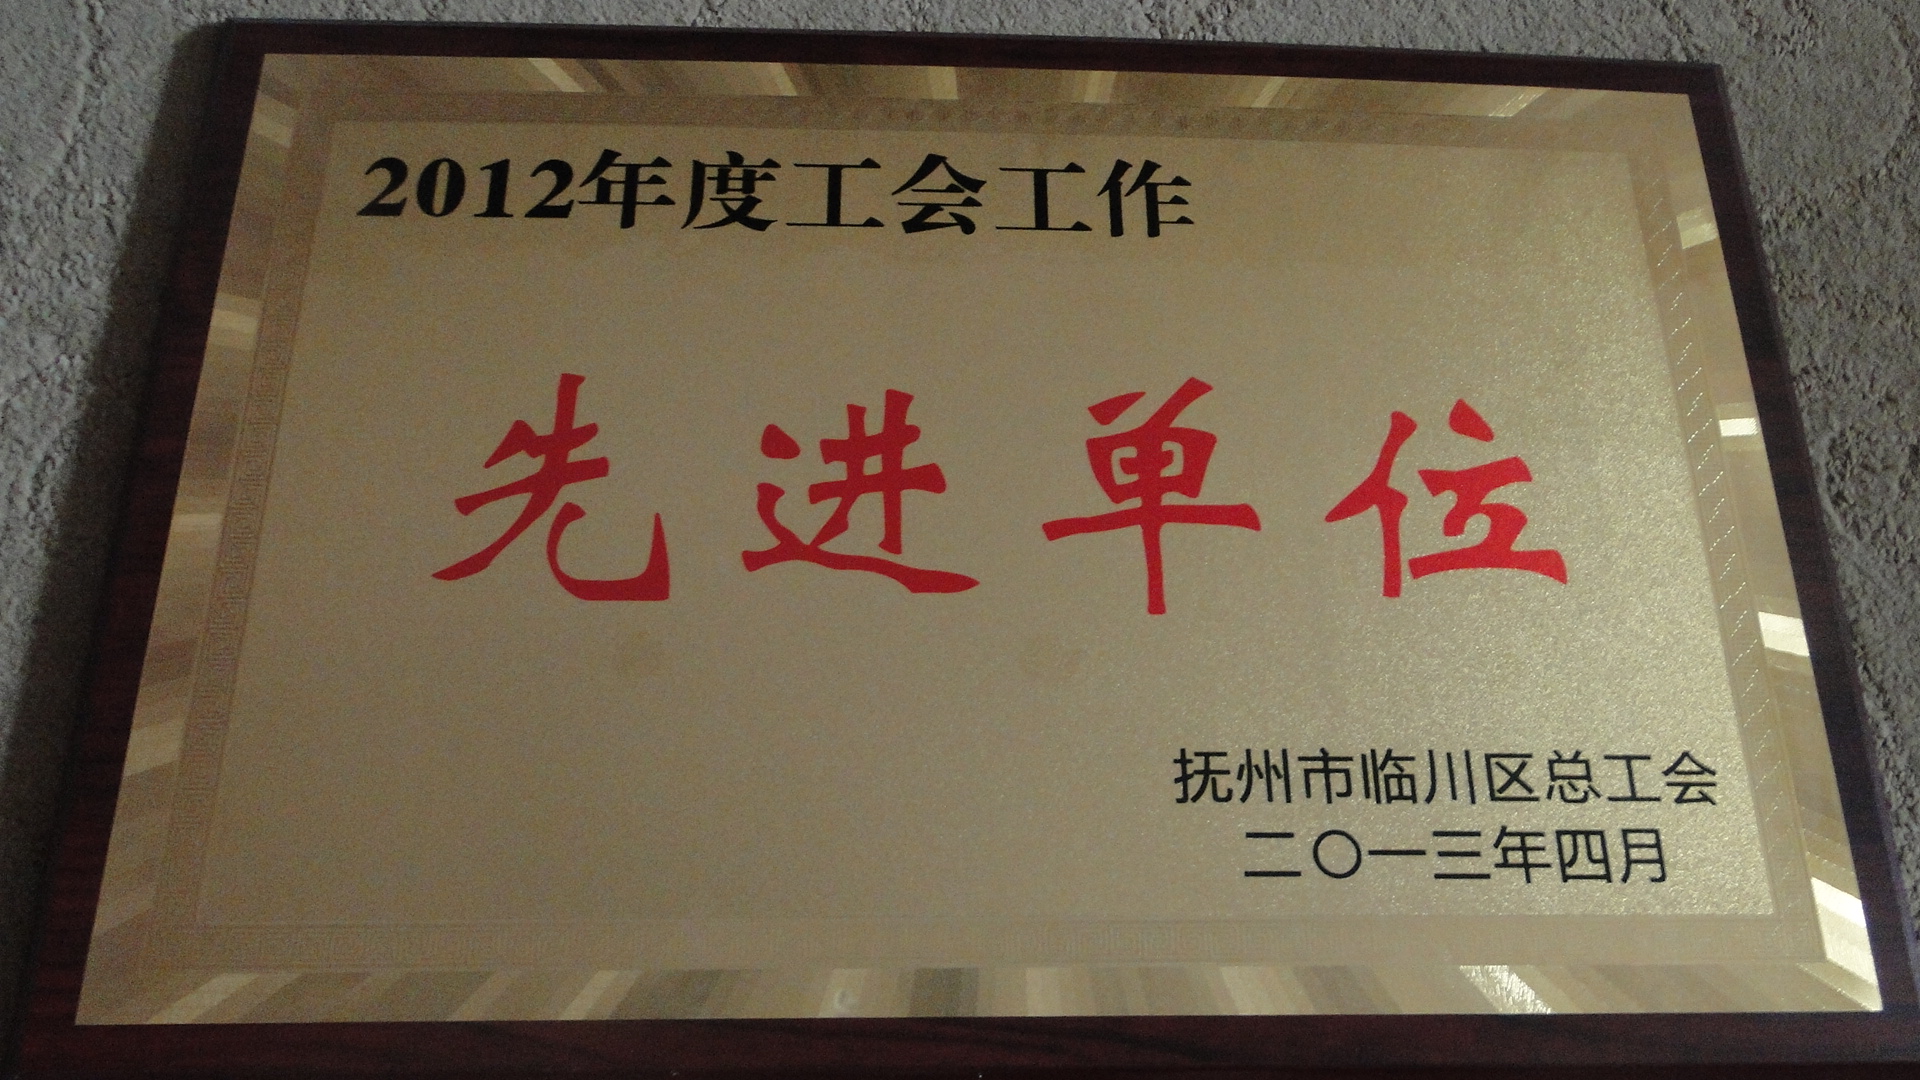 2012年度工会工作
先进单位
抚州市临川区总工会
二〇一三年四月